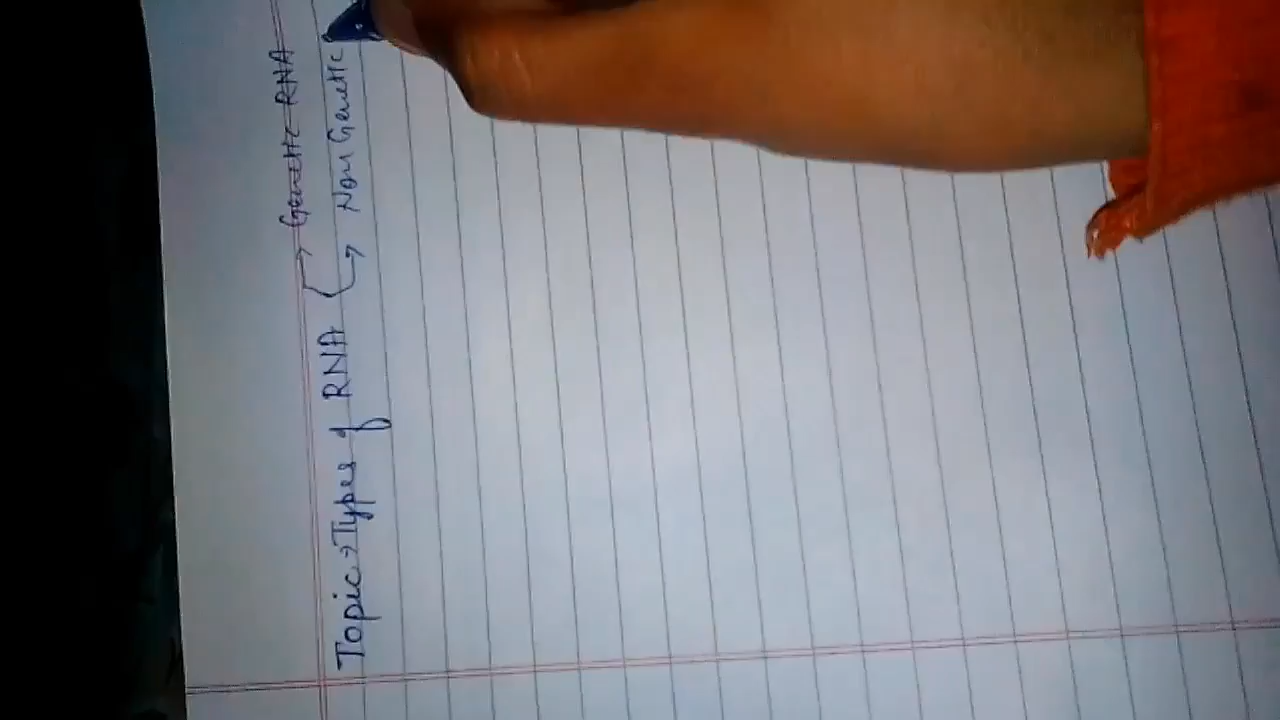 → Genetic RNA
Topic → Types of RNA
→ Non Genetic